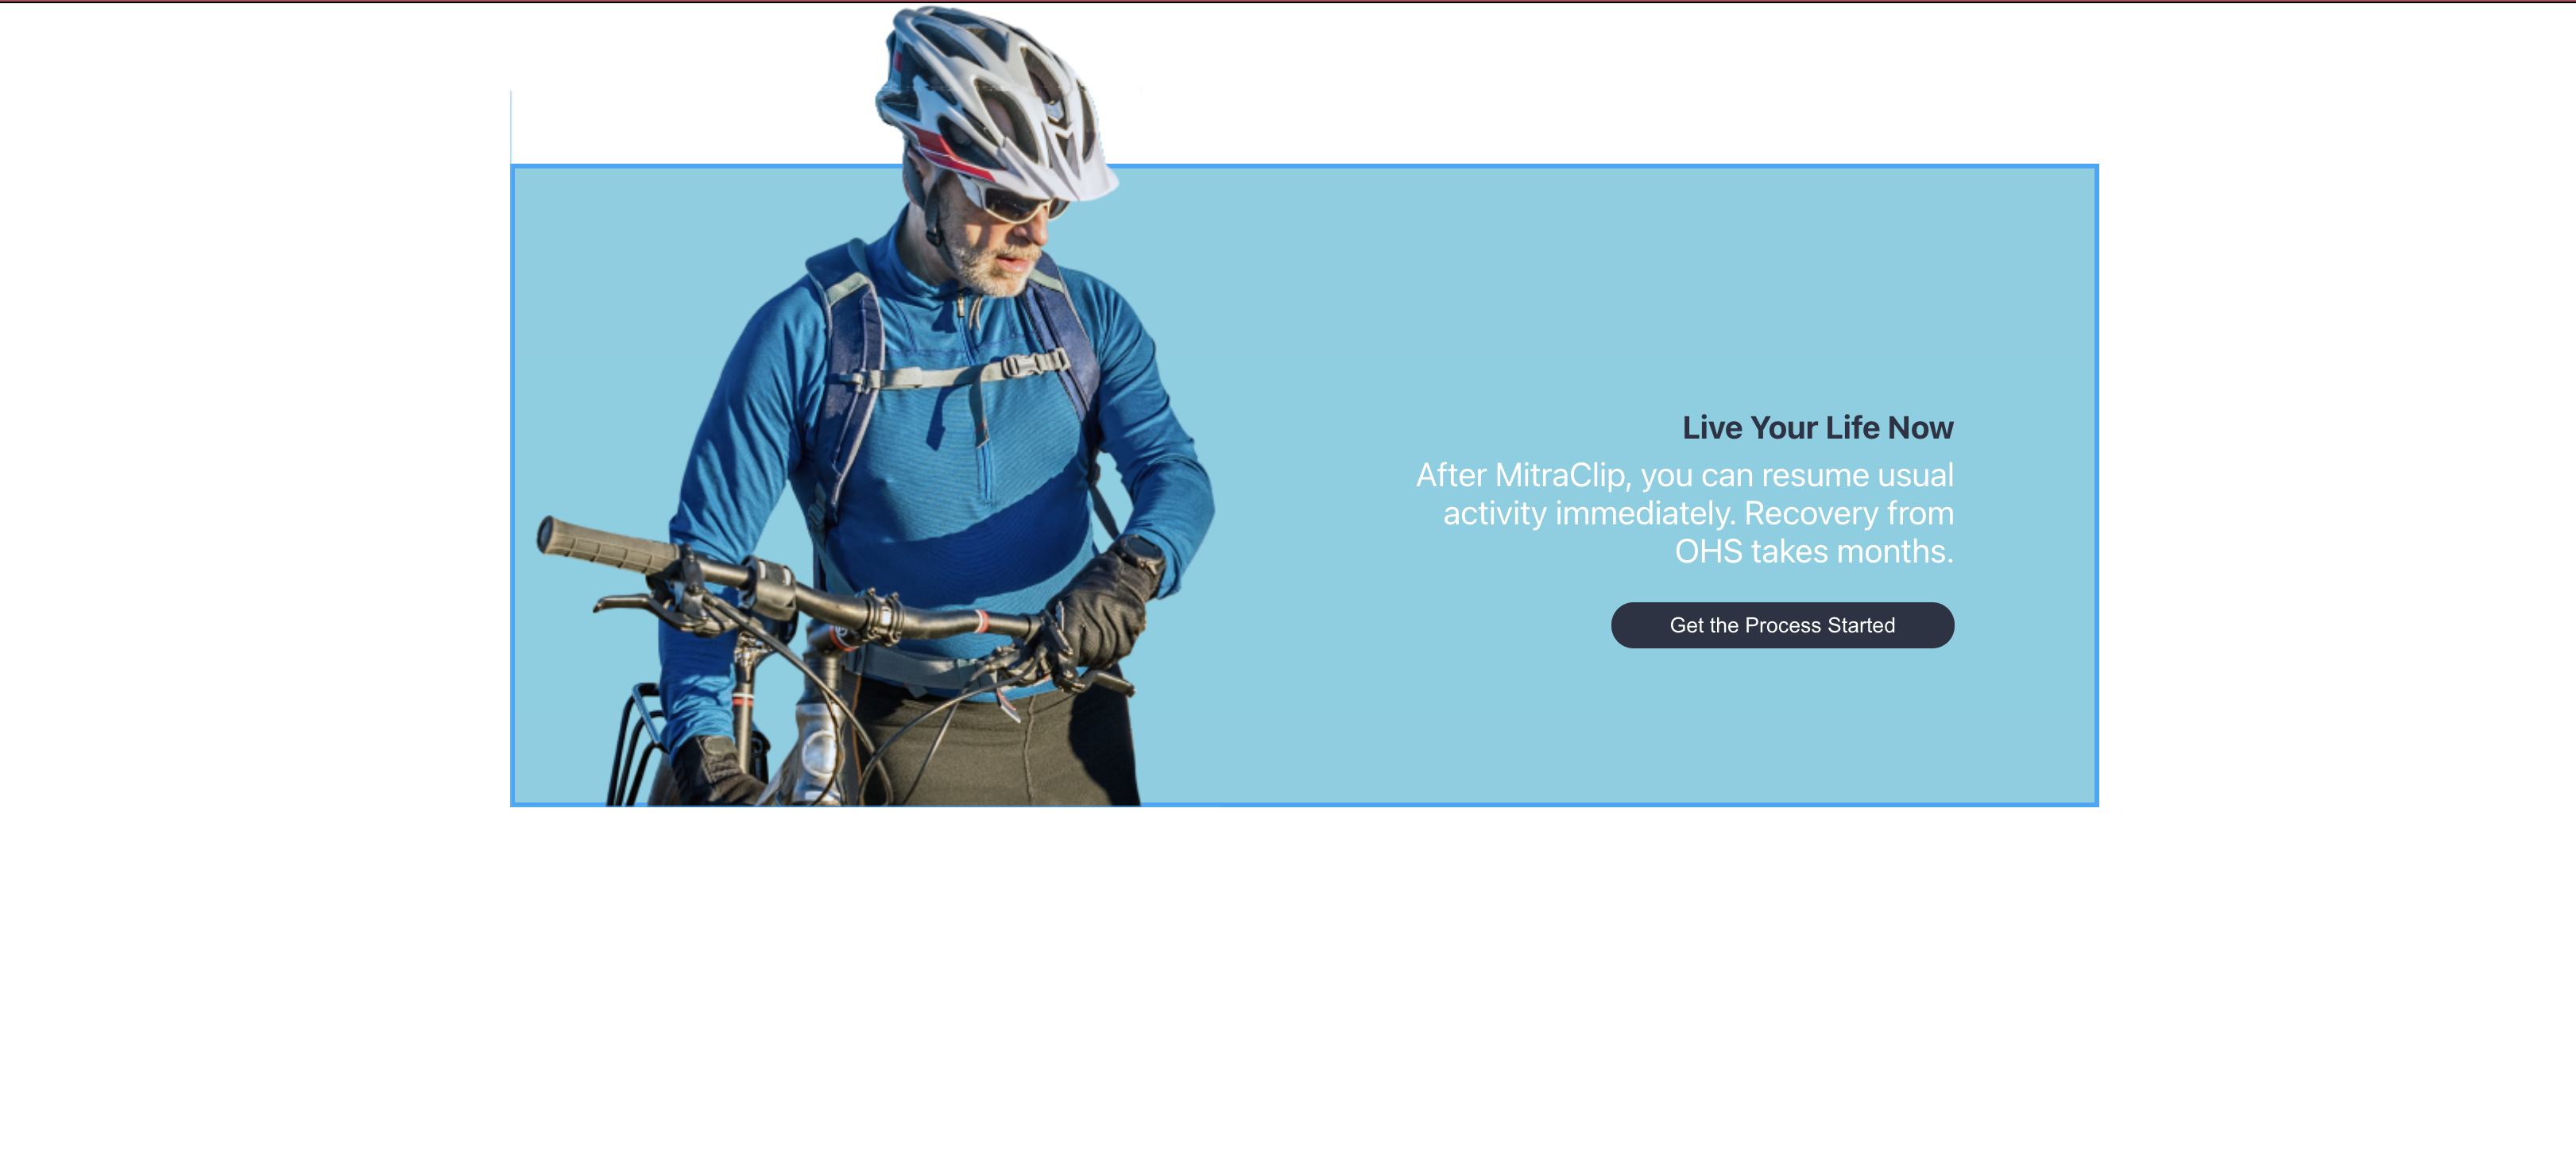 Live Your Life Now
After MitraClip, you can resume usual
activity immediately. Recovery from
OHS takes months.
Get the Process Started